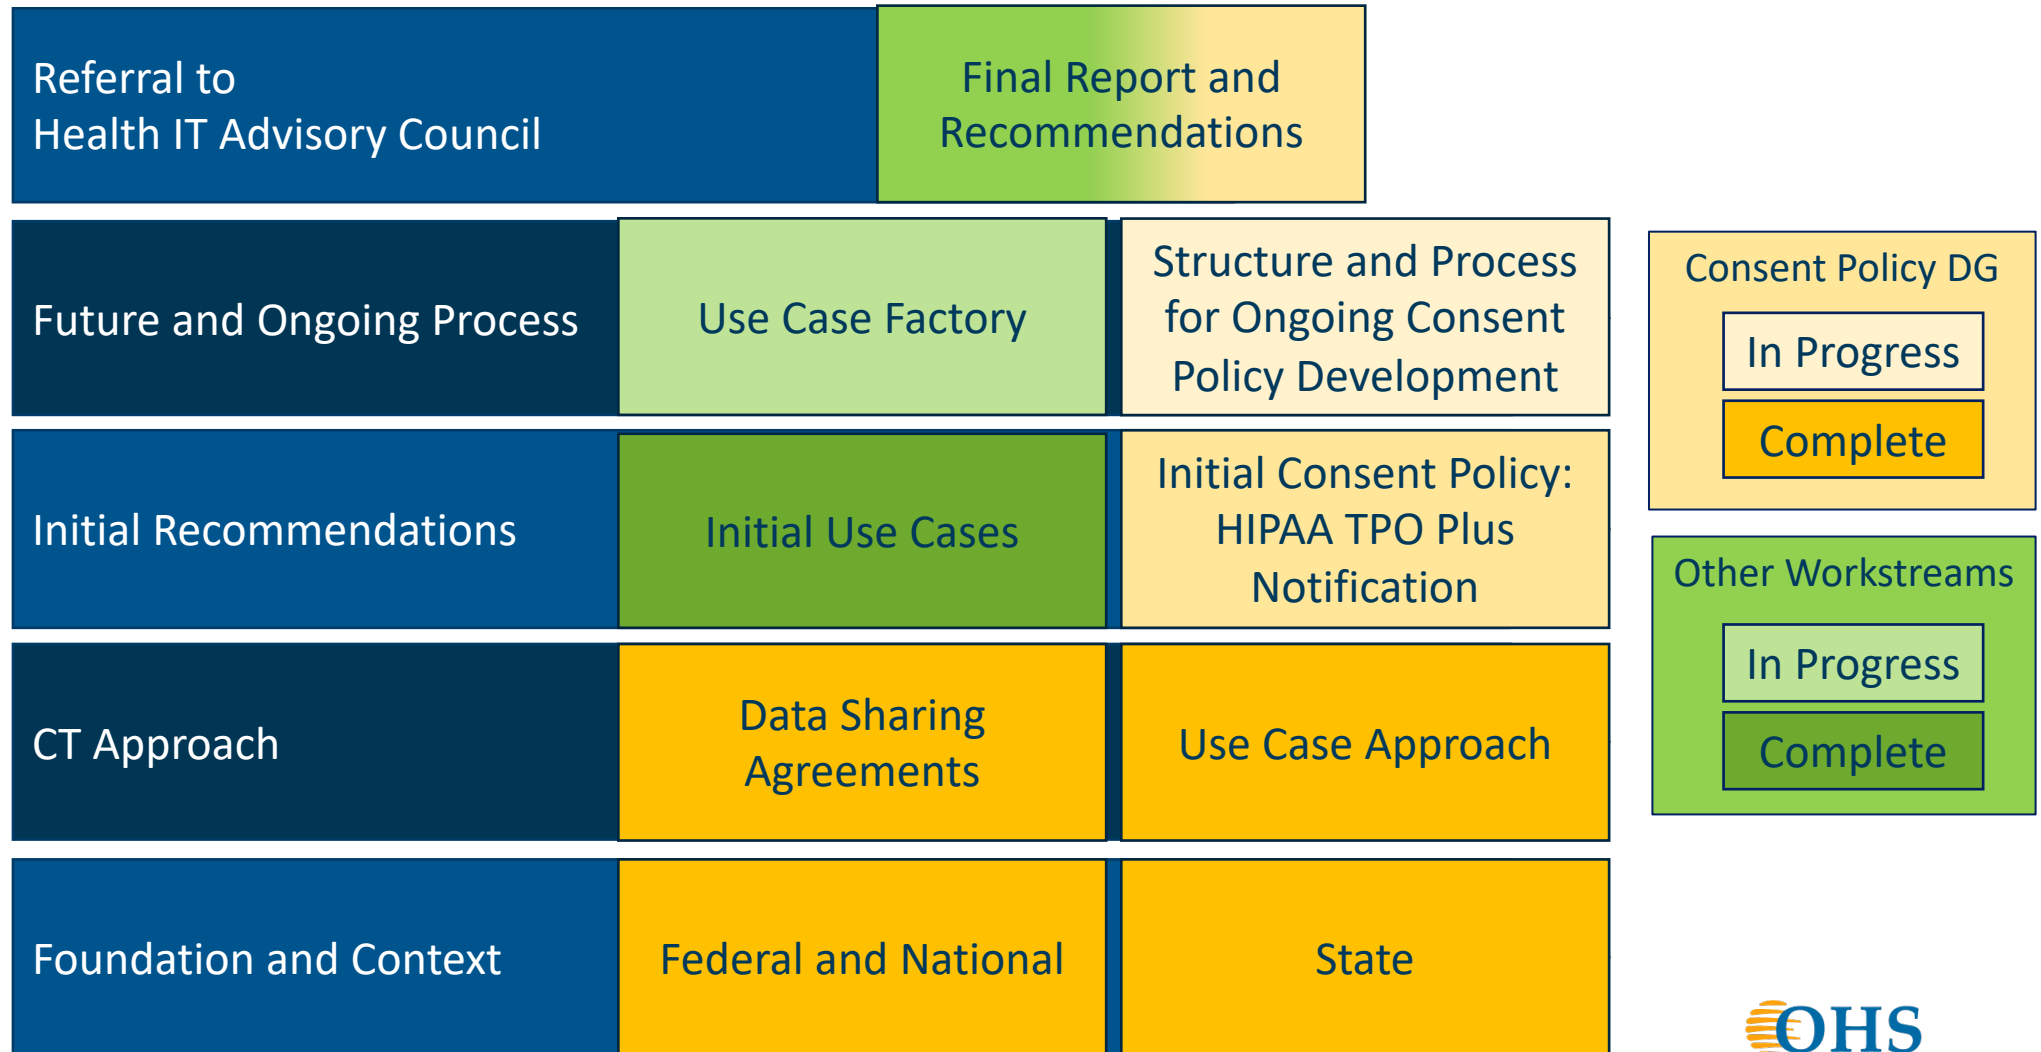 Referral to
Health IT Advisory Council
Final Report and
Recommendations
Future and Ongoing Process
Use Case Factory
Structure and Process
for Ongoing Consent
Policy Development
Initial Recommendations
Initial Use Cases
Initial Consent Policy:
HIPAA TPO Plus
Notification
CT Approach
Data Sharing
Agreements
Use Case Approach
Foundation and Context
Federal and National
State
Consent Policy DG
In Progress
Complete
Other Workstreams
In Progress
Complete
OHS